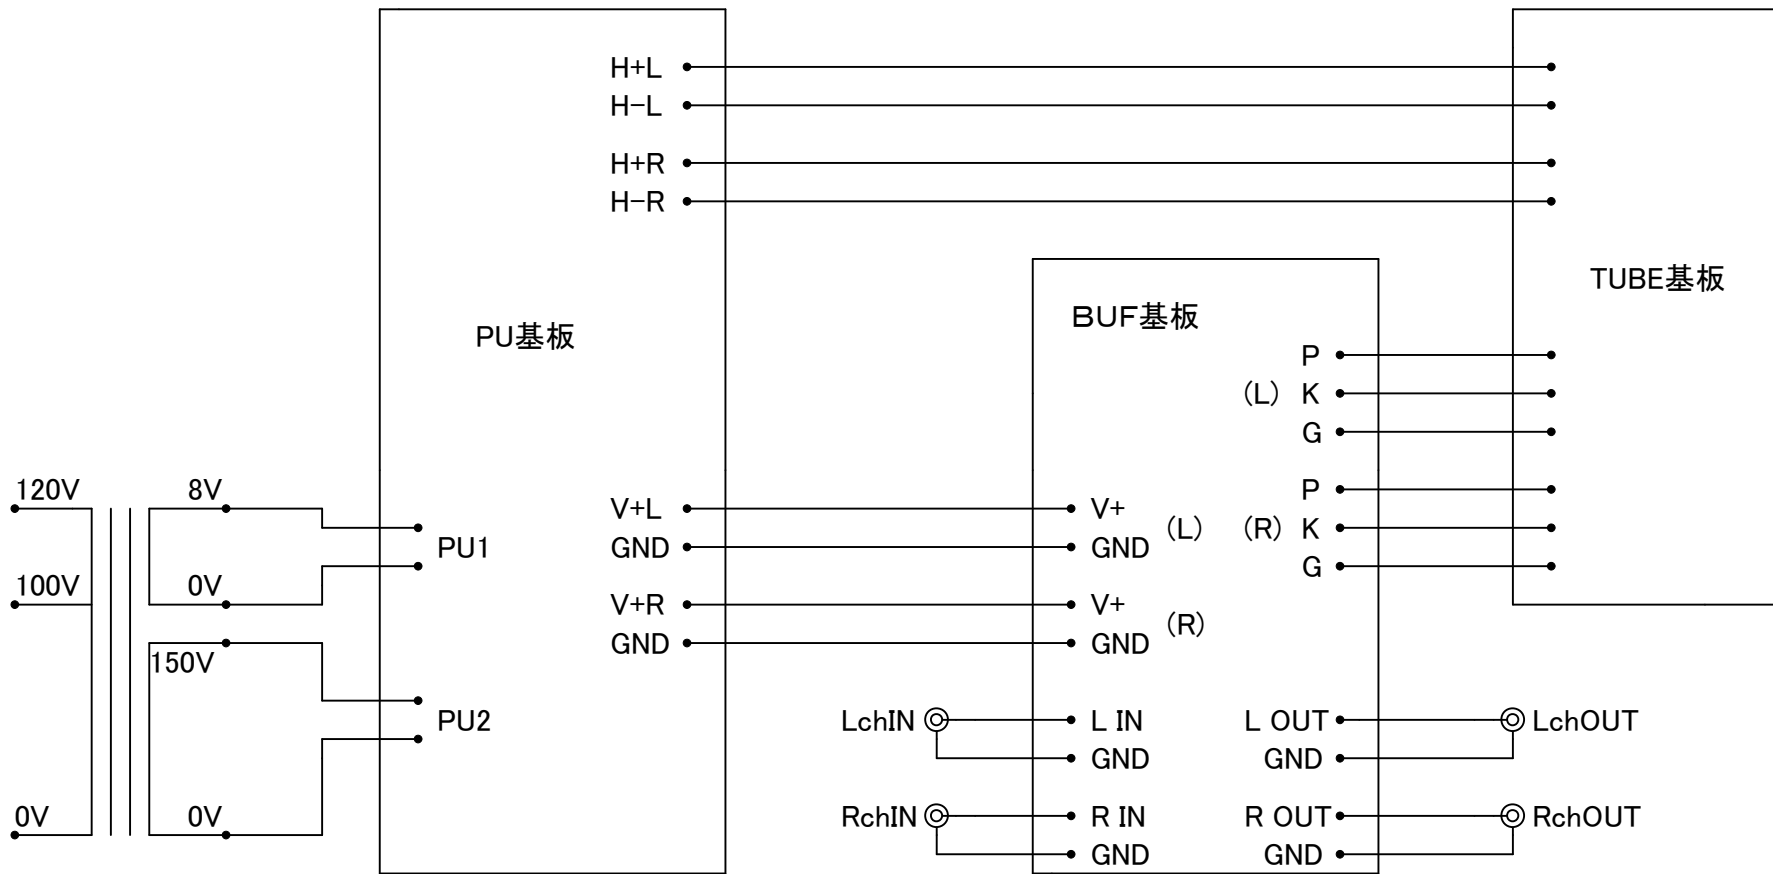 H+L
H-L
H+R
H-R
TUBE基板
BUF基板
PU基板
P
(L) K
G
120V
8V
V+L
V+
P
PU1
GND
GND
(L)
(R) K
G
100V
0V
V+R
V+
GND
GND
(R)
150V
PU2
LchIN
L IN
GND
L OUT
GND
LchOUT
0V
0V
RchIN
R IN
GND
R OUT
GND
RchOUT